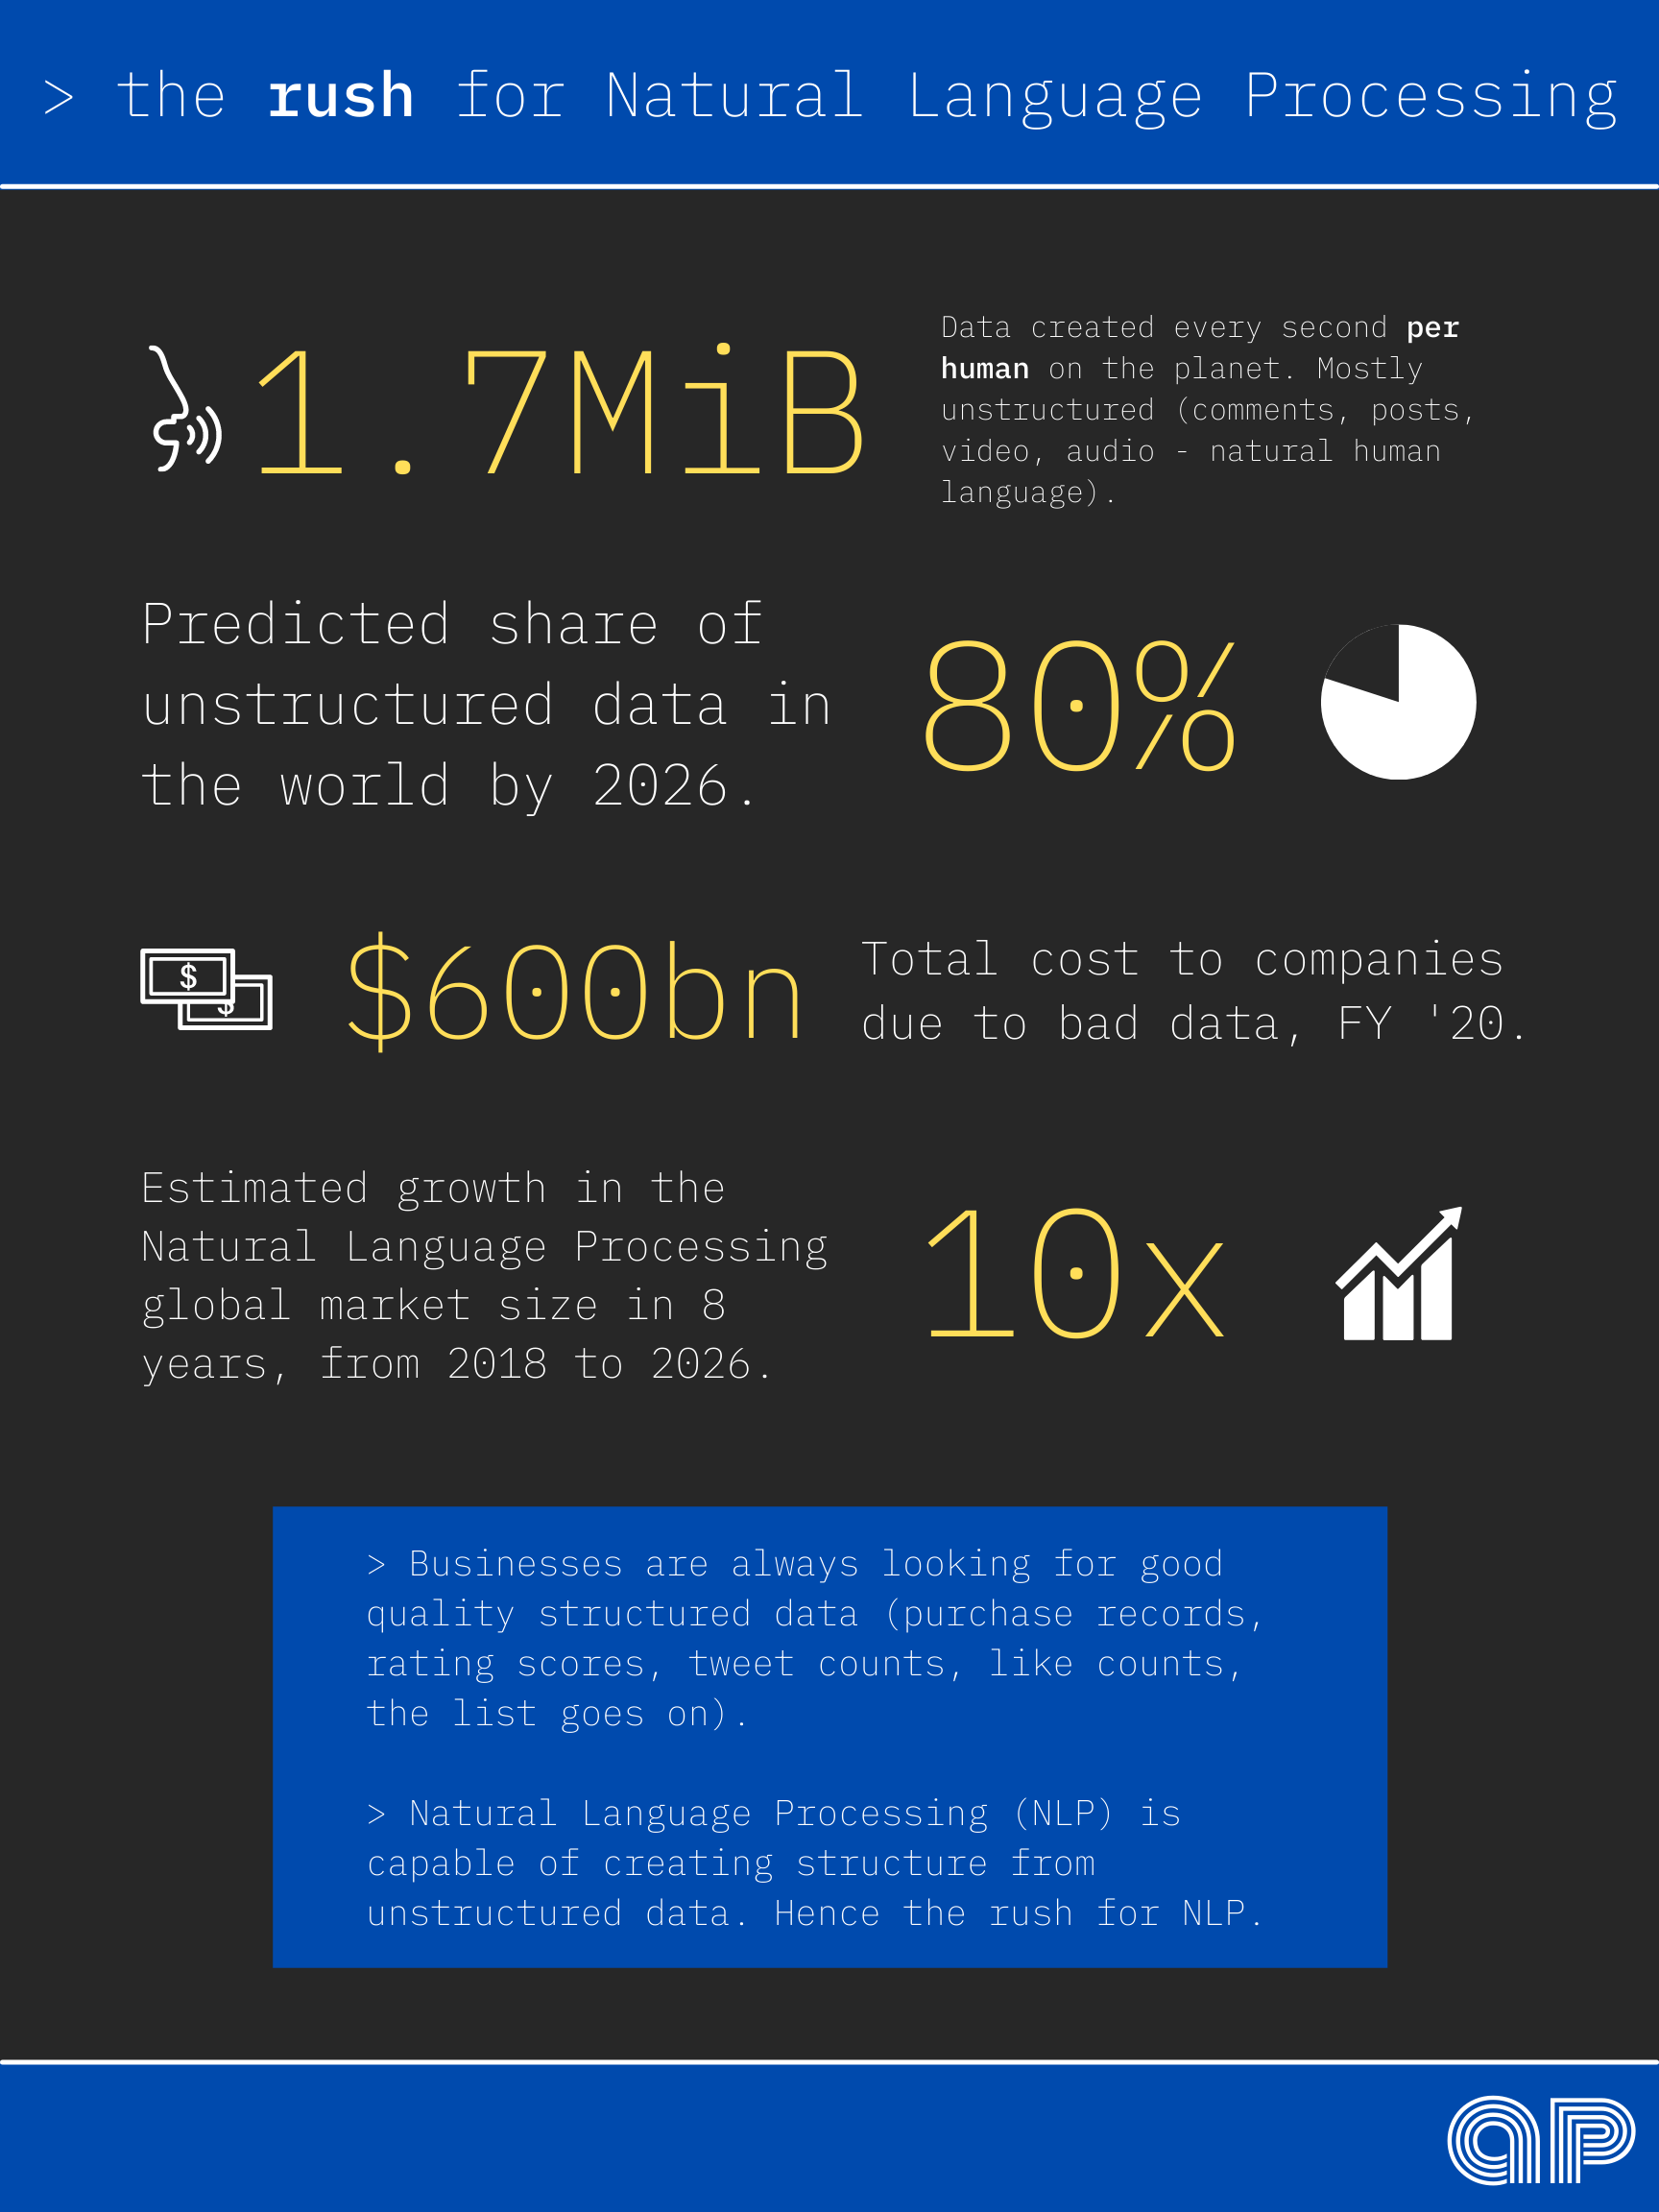 > the rush for Natural Language Processing
1.7MiB
Data created every second per
human on the planet. Mostly
unstructured (comments, posts,
video, audio - natural human
language).
Predicted share of
unstructured data in
the world by 2026.
80%
$600bn
Total cost to companies
due to bad data, FY '20.
Estimated growth in the
Natural Language Processing
global market size in 8
years, from 2018 to 2026.
10x
> Businesses are always looking for good
quality structured data (purchase records,
rating scores, tweet counts, like counts,
the list goes on).
> Natural Language Processing (NLP) is
capable of creating structure from
unstructured data. Hence the rush for NLP.
aP